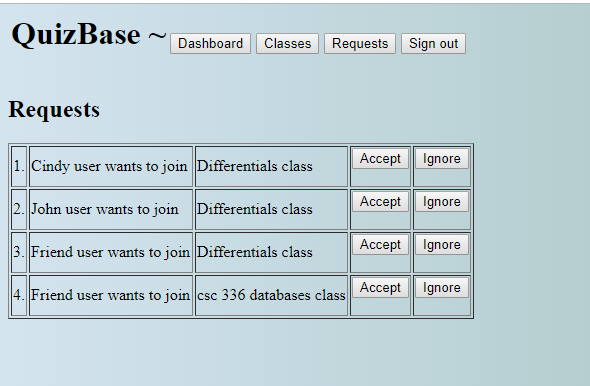 QuizBase ~ Dashboard Classes Requests Sign out
Requests
1. Cindy user wants to join Differentials class Accept Ignore
2. John user wants to join Differentials class Accept Ignore
3. Friend user wants to join Differentials class Accept Ignore
4. Friend user wants to join csc 336 databases class Accept Ignore